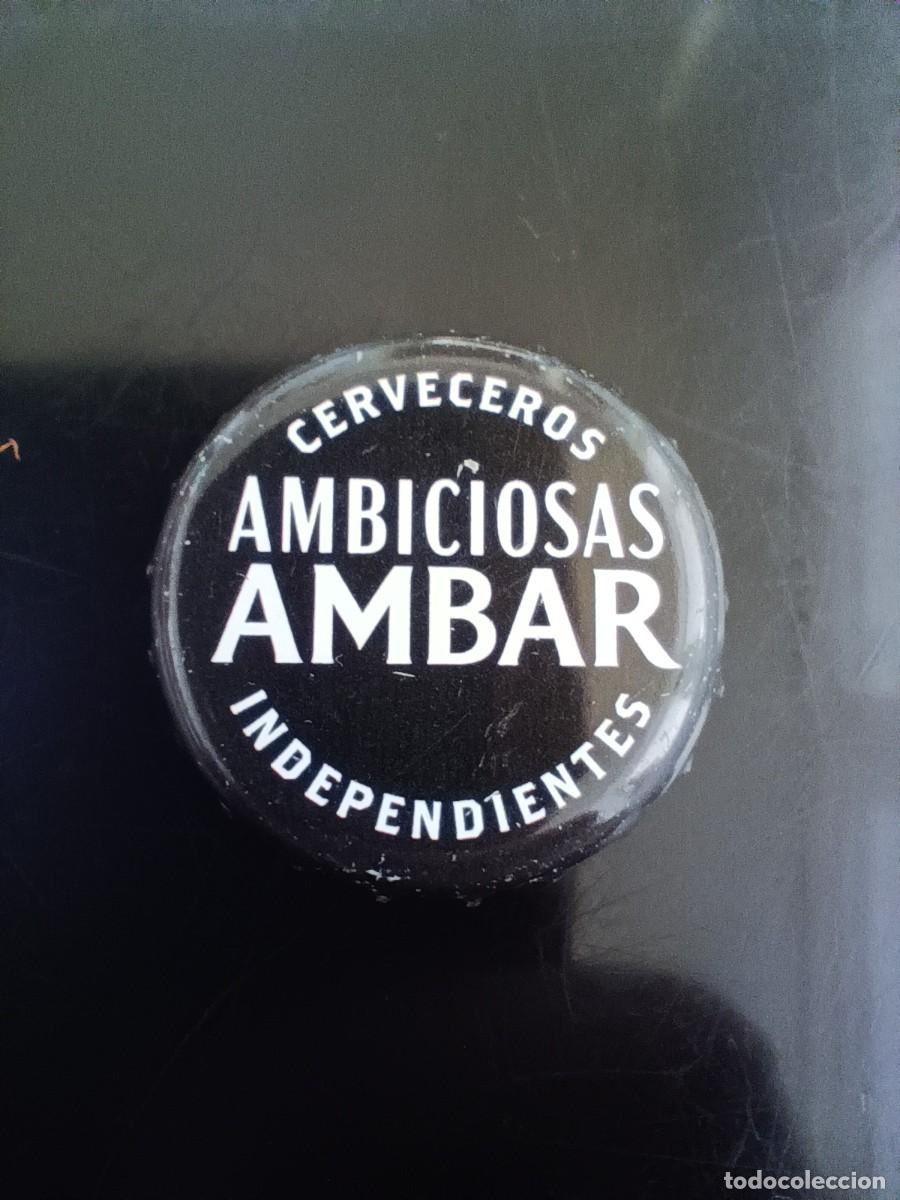 CERVECEROS
AMBICIOSAS
AMBAR
INDEPENDIENTES
todocoleccion